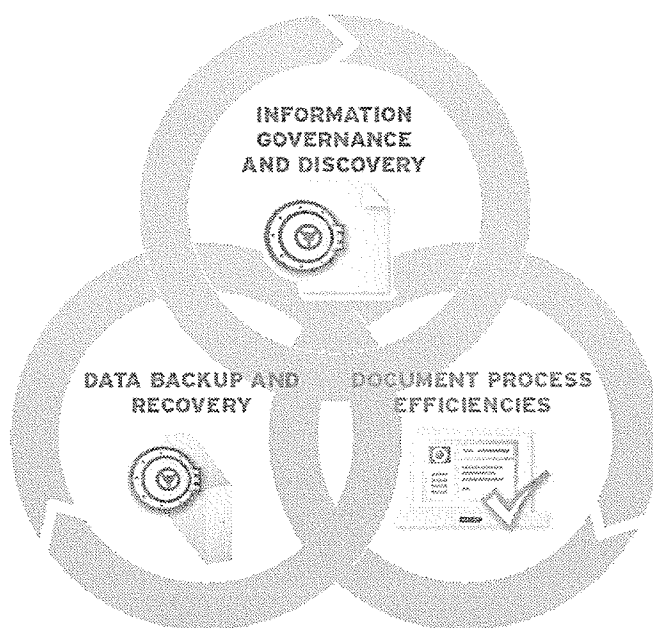 INFORMATION
GOVERNANCE
AND DISCOVERY
DATA BACKUP AND
RECOVERY
DOCUMENT PROCESS
EFFICIENCIES